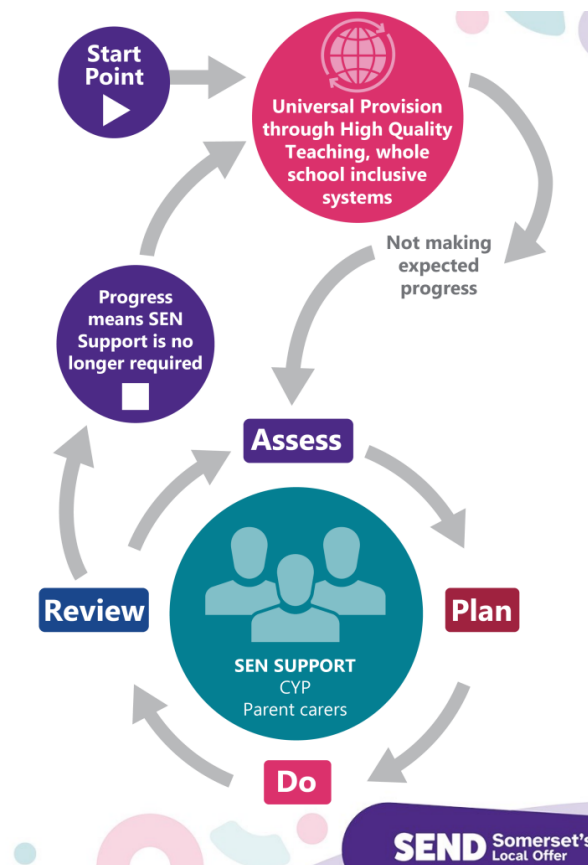 Start
Point
Universal Provision
through High Quality
Teaching, whole
school inclusive
systems
Not making
expected
progress
Progress
means SEN
Support is no
longer required
Assess
Review
Plan
SEN SUPPORT
CYP
Parent carers
Do
SEND Somerset's
Local Offer